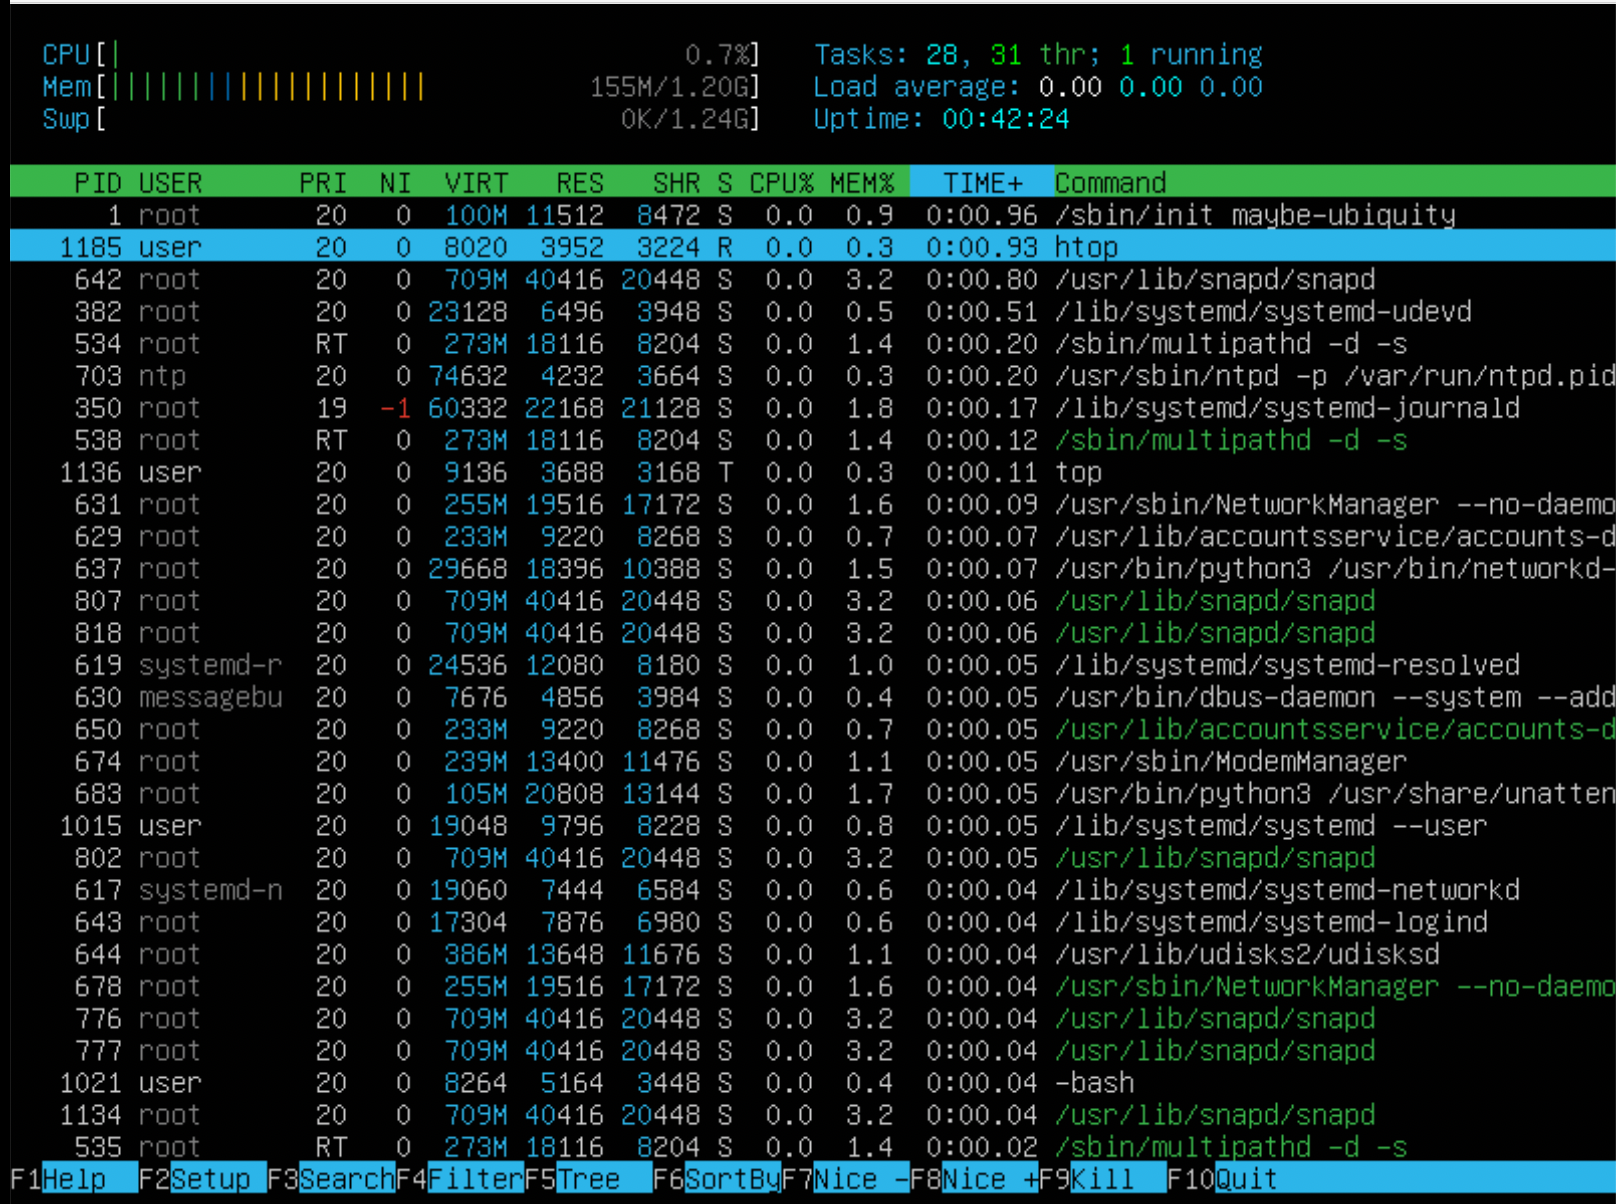 CPU[| 0.7%] Tasks: 28, 31 thr; 1 running
Mem[|||||||||||||||||||| 155M/1.20G] Load average: 0.00 0.00 0.00
Swp[ 0K/1.24G] Uptime: 00:42:24
PID USER PRI NI VIRT RES SHR S CPU% MEM% TIME+ Command
1 root 20 0 100M 11512 8472 S 0.0 0.9 0:00.96 /sbin/init maybe-ubiquity
1185 user 20 0 8020 3952 3224 R 0.0 0.3 0:00.93 htop
642 root 20 0 709M 40416 20448 S 0.0 3.2 0:00.80 /usr/lib/snapd/snapd
382 root 20 0 23128 6496 3948 S 0.0 0.5 0:00.51 /lib/systemd/systemd-udevd
534 root RT 0 273M 18116 8204 S 0.0 1.4 0:00.20 /sbin/multipathd -d -s
703 ntp 20 0 74632 4232 3664 S 0.0 0.3 0:00.20 /usr/sbin/ntpd -p /var/run/ntpd.pid
350 root 19 -1 60332 22168 21128 S 0.0 1.8 0:00.17 /lib/systemd/systemd-journald
538 root RT 0 273M 18116 8204 S 0.0 1.4 0:00.12 /sbin/multipathd -d -s
1136 user 20 0 9136 3688 3168 T 0.0 0.3 0:00.11 top
631 root 20 0 255M 19516 17172 S 0.0 1.6 0:00.09 /usr/sbin/NetworkManager --no-daemo
629 root 20 0 233M 9220 8268 S 0.0 0.7 0:00.07 /usr/lib/accountsservice/accounts-d
637 root 20 0 29668 18396 10388 S 0.0 1.5 0:00.07 /usr/bin/python3 /usr/bin/networkd-
807 root 20 0 709M 40416 20448 S 0.0 3.2 0:00.06 /usr/lib/snapd/snapd
818 root 20 0 709M 40416 20448 S 0.0 3.2 0:00.06 /usr/lib/snapd/snapd
619 systemd-r 20 0 24536 12080 8180 S 0.0 1.0 0:00.05 /lib/systemd/systemd-resolved
630 messagebu 20 0 7676 4856 3984 S 0.0 0.4 0:00.05 /usr/bin/dbus-daemon --system --add
650 root 20 0 233M 9220 8268 S 0.0 0.7 0:00.05 /usr/lib/accountsservice/accounts-d
674 root 20 0 239M 13400 11476 S 0.0 1.1 0:00.05 /usr/sbin/ModemManager
683 root 20 0 105M 20808 13144 S 0.0 1.7 0:00.05 /usr/bin/python3 /usr/share/unatten
1015 user 20 0 19048 9796 8228 S 0.0 0.8 0:00.05 /lib/systemd/systemd --user
802 root 20 0 709M 40416 20448 S 0.0 3.2 0:00.05 /usr/lib/snapd/snapd
617 systemd-n 20 0 19060 7444 6584 S 0.0 0.6 0:00.04 /lib/systemd/systemd-networkd
643 root 20 0 17304 7876 6980 S 0.0 0.6 0:00.04 /lib/systemd/systemd-logind
644 root 20 0 386M 13648 11676 S 0.0 1.1 0:00.04 /usr/lib/udisks2/udisksd
678 root 20 0 255M 19516 17172 S 0.0 1.6 0:00.04 /usr/sbin/NetworkManager --no-daemo
776 root 20 0 709M 40416 20448 S 0.0 3.2 0:00.04 /usr/lib/snapd/snapd
777 root 20 0 709M 40416 20448 S 0.0 3.2 0:00.04 /usr/lib/snapd/snapd
1021 user 20 0 8264 5164 3448 S 0.0 0.4 0:00.04 -bash
1134 root 20 0 709M 40416 20448 S 0.0 3.2 0:00.04 /usr/lib/snapd/snapd
535 root RT 0 273M 18116 8204 S 0.0 1.4 0:00.02 /sbin/multipathd -d -s
F1Help F2Setup F3SearchF4FilterF5Tree F6SortByF7Nice -F8Nice +F9Kill F10Quit